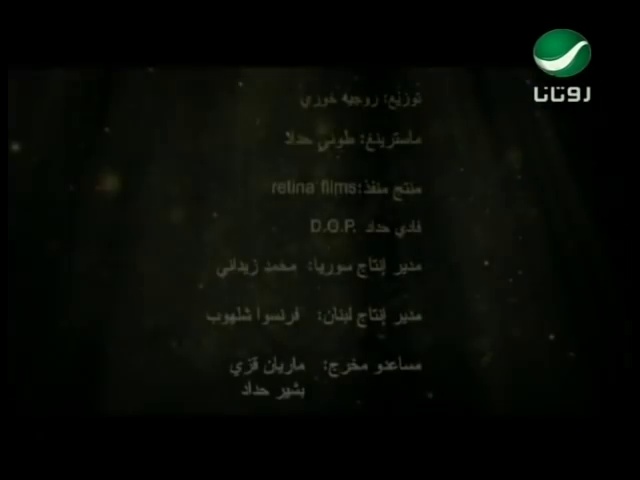 روتانا
توزيع: روجيه خوري
ماسترينغ: طوني حداد
منتج منفذ: retina films
فادي حداد D.O.P.
مدير إنتاج سوريا: محمد زيداني
مدير إنتاج لبنان: فرنسوا شلهوب
مساعدو مخرج: ماريان قزي
بشير حداد